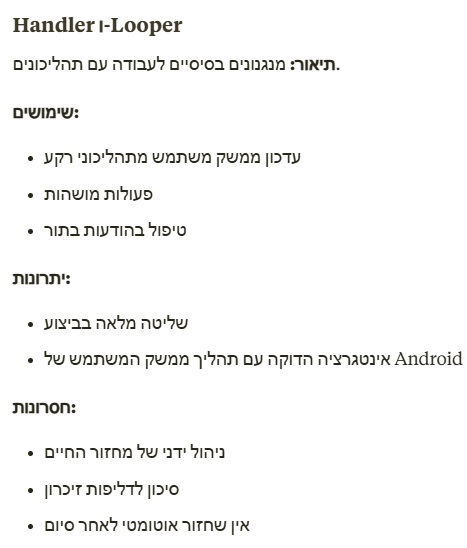 Handler ו-Looper
תיאור: מנגנונים בסיסיים לעבודה עם תהליכונים.
שימושים:
• עדכון ממשק משתמש מתהליכוני רקע
• פעולות מושהות
• טיפול בהודעות בתור
יתרונות:
• שליטה מלאה בביצוע
• אינטגרציה הדוקה עם תהליך ממשק המשתמש של Android
חסרונות:
• ניהול ידני של מחזור החיים
• סיכון לדליפות זיכרון
• אין שחזור אוטומטי לאחר סיום